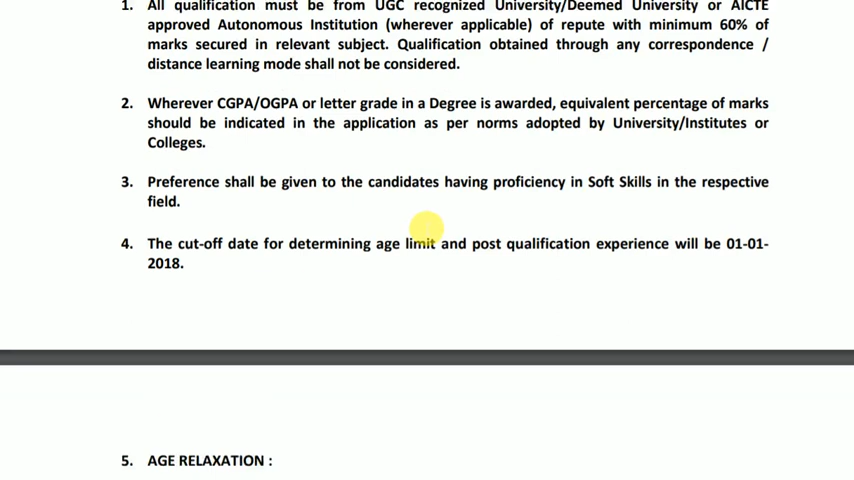 1. All qualification must be from UGC recognized University/Deemed University or AICTE
approved Autonomous Institution (wherever applicable) of repute with minimum 60% of
marks secured in relevant subject. Qualification obtained through any correspondence /
distance learning mode shall not be considered.
2. Wherever CGPA/OGPA or letter grade in a Degree is awarded, equivalent percentage of marks
should be indicated in the application as per norms adopted by University/Institutes or
Colleges.
3. Preference shall be given to the candidates having proficiency in Soft Skills in the respective
field.
4. The cut-off date for determining age limit and post qualification experience will be 01-01-
2018.
5. AGE RELAXATION :